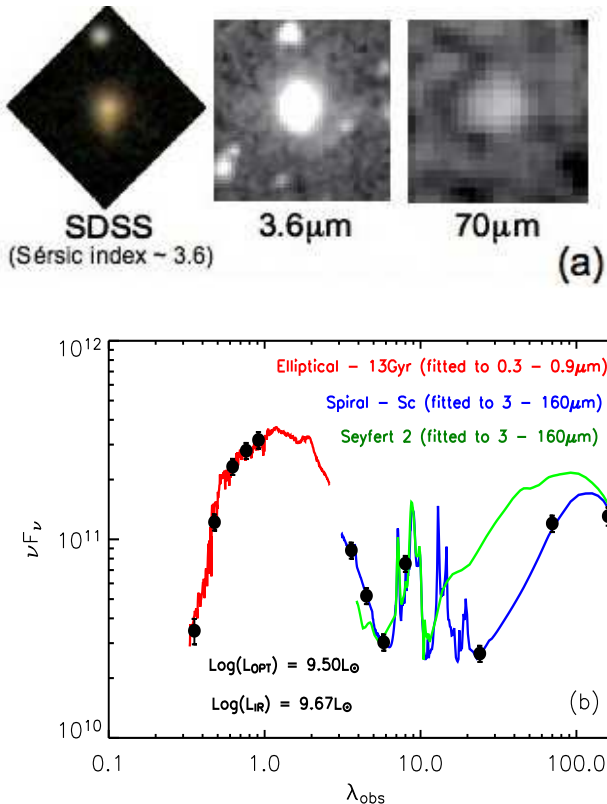 SDSS
(Sérsic index ~ 3.6)
3.6μm
70μm
(a)
10¹²
Elliptical – 13Gyr (fitted to 0.3 – 0.9μm)
Spiral – Sc (fitted to 3 – 160μm)
Seyfert 2 (fitted to 3 – 160μm)
νFν
10¹¹
Log(LOPT) = 9.50L⊙
Log(LIR) = 9.67L⊙
(b)
10¹⁰
0.1
1.0
10.0
100.0
λobs